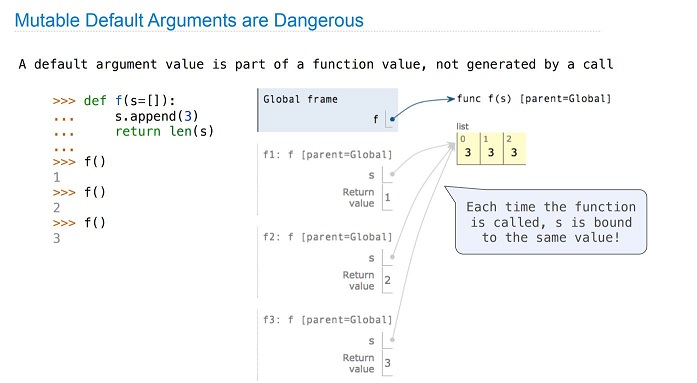 Mutable Default Arguments are Dangerous
A default argument value is part of a function value, not generated by a call
>>> def f(s=[]):
... s.append(3)
... return len(s)
...
>>> f()
1
>>> f()
2
>>> f()
3
Global frame
f
func f(s) [parent=Global]
list
0 1 2
3 3 3
f1: f [parent=Global]
s
Return
value 1
f2: f [parent=Global]
s
Return
value 2
f3: f [parent=Global]
s
Return
value 3
Each time the function
is called, s is bound
to the same value!